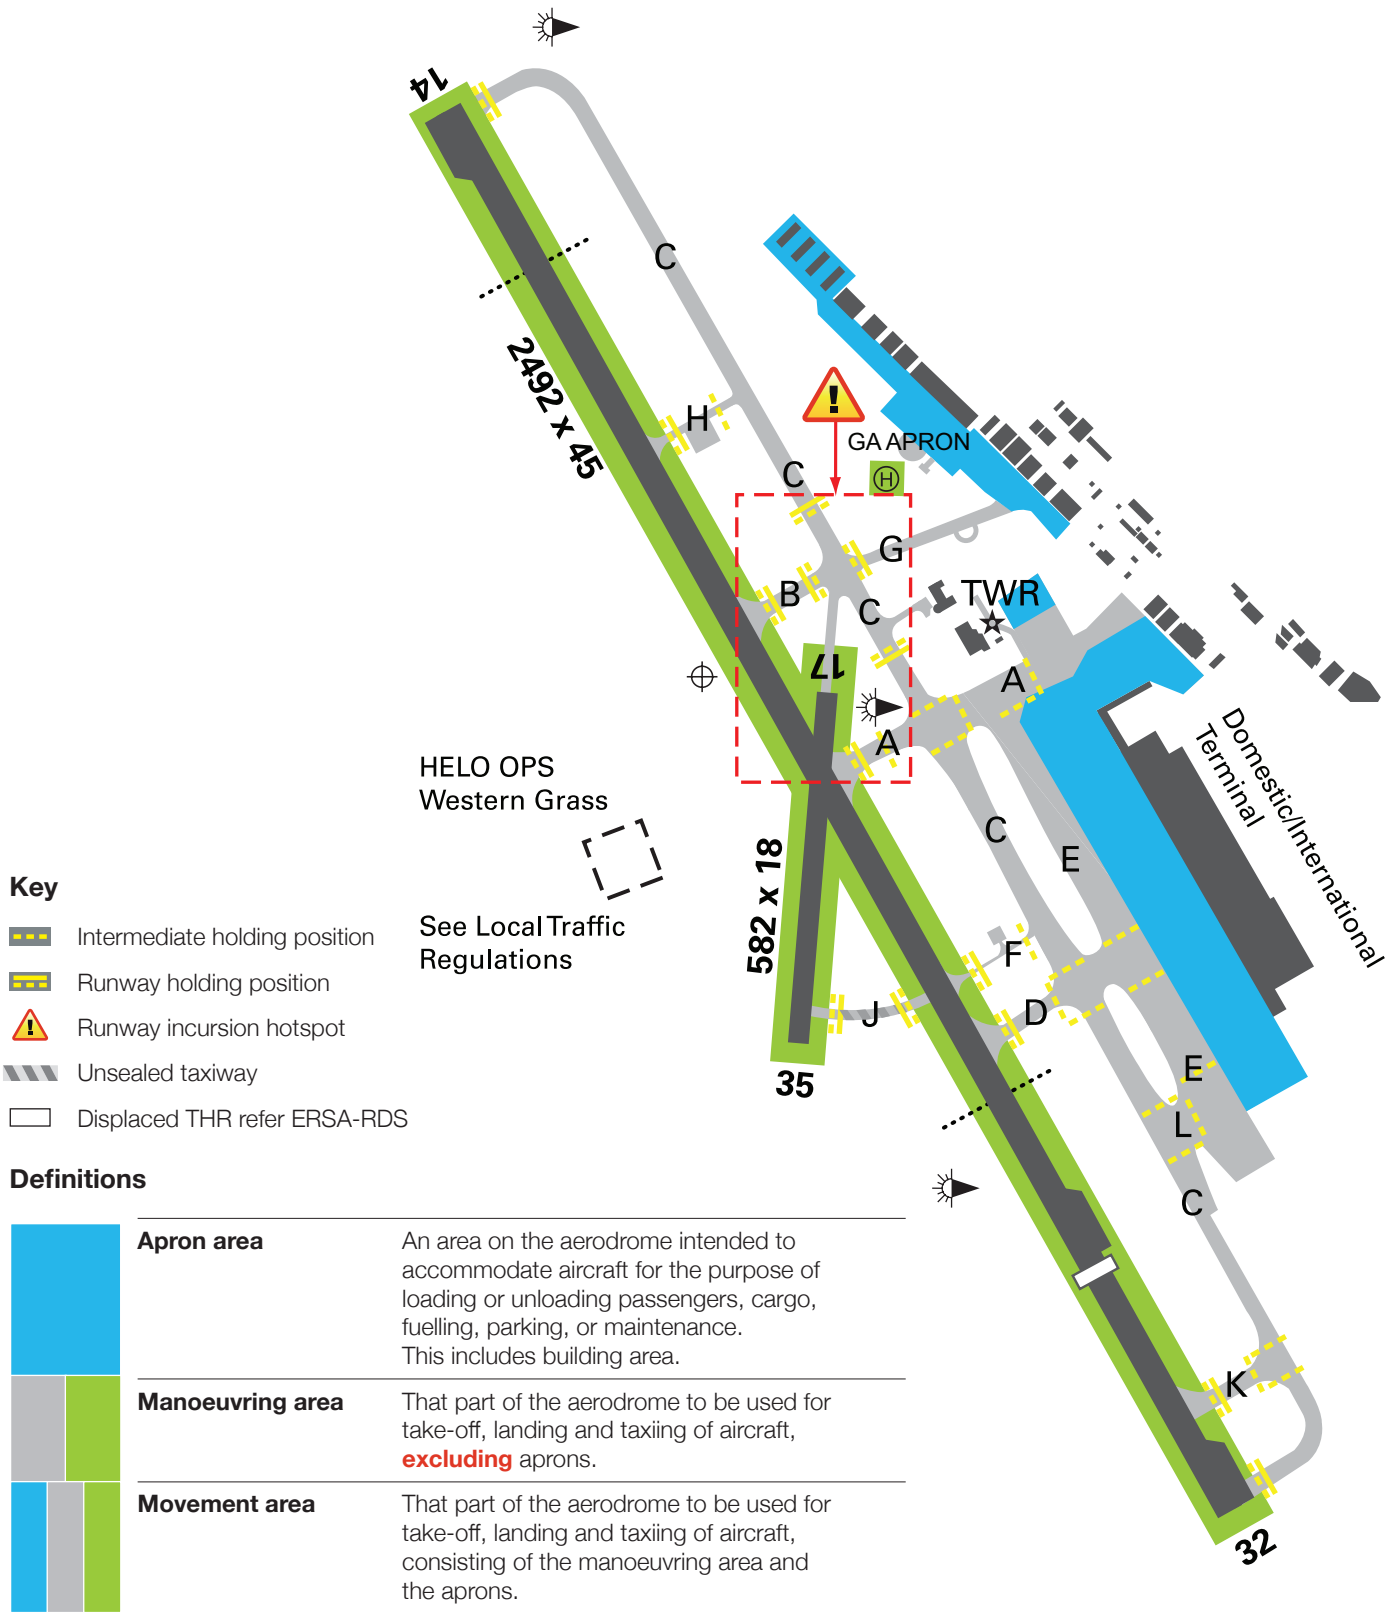 14
C
2492 x 45
H
C
GA APRON
H
G
B
C
TWR
17
A
A
Domestic/International
Terminal
HELO OPS
Western Grass
C
E
582 x 18
See Local Traffic
Regulations
F
J
D
35
E
L
C
K
32
Key
Intermediate holding position
Runway holding position
Runway incursion hotspot
Unsealed taxiway
Displaced THR refer ERSA-RDS
Definitions
Apron area
An area on the aerodrome intended to
accommodate aircraft for the purpose of
loading or unloading passengers, cargo,
fuelling, parking, or maintenance.
This includes building area.
Manoeuvring area
That part of the aerodrome to be used for
take-off, landing and taxiing of aircraft,
excluding aprons.
Movement area
That part of the aerodrome to be used for
take-off, landing and taxiing of aircraft,
consisting of the manoeuvring area and
the aprons.